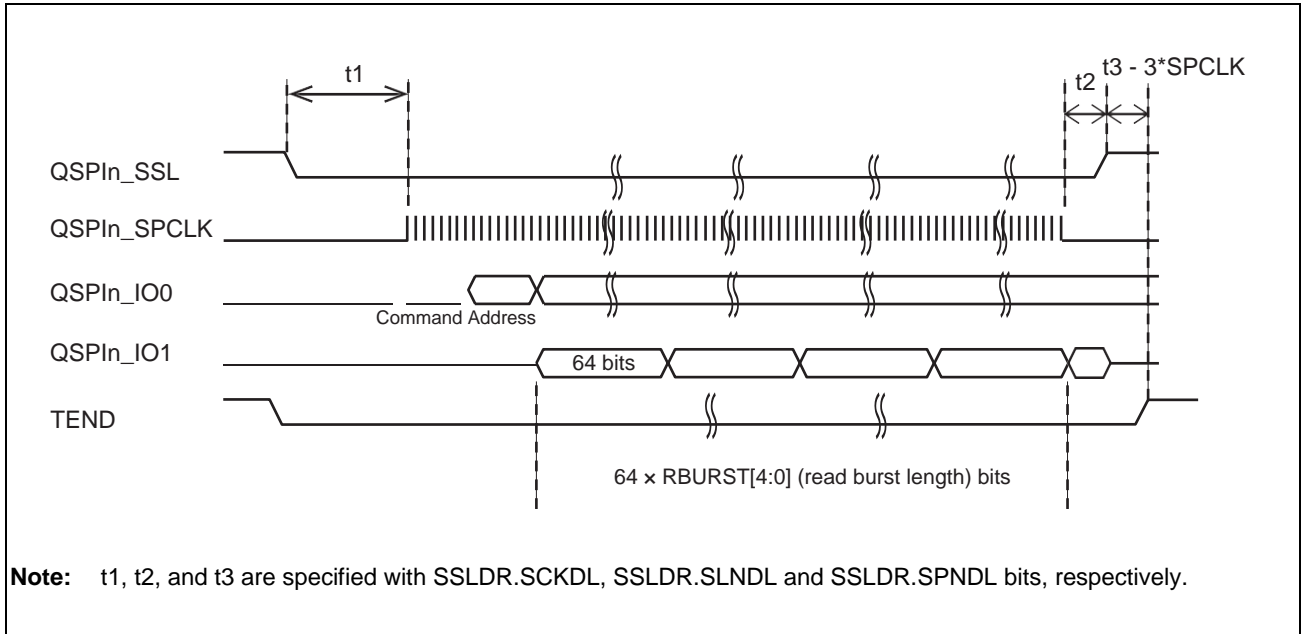 t1
t3 - 3*SPCLK
t2
QSPIn_SSL
QSPIn_SPCLK
QSPIn_IO0
Command Address
QSPIn_IO1
64 bits
TEND
64 × RBURST[4:0] (read burst length) bits
Note: t1, t2, and t3 are specified with SSLDR.SCKDL, SSLDR.SLNDL and SSLDR.SPNDL bits, respectively.